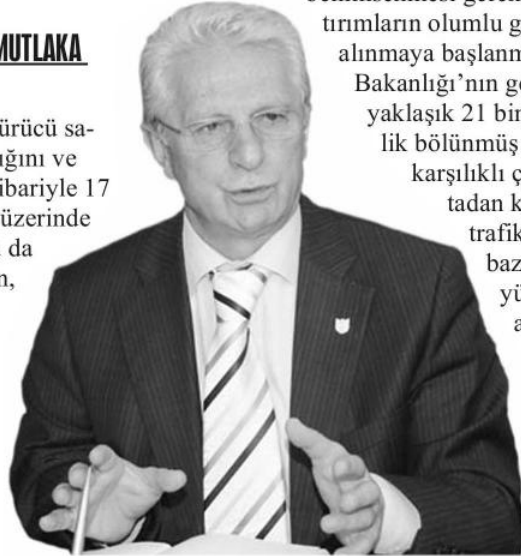 MUTLAKA
ürücü sa-
ığını ve
ibariyle 17
üzerinde
da
n,
tırımların olumlu g
alınmaya başlanm
Bakanlığı’nın g
yaklaşık 21 bin
lik bölünmüş
karşılıklı ç
tadan k
trafik
baz
yü
a